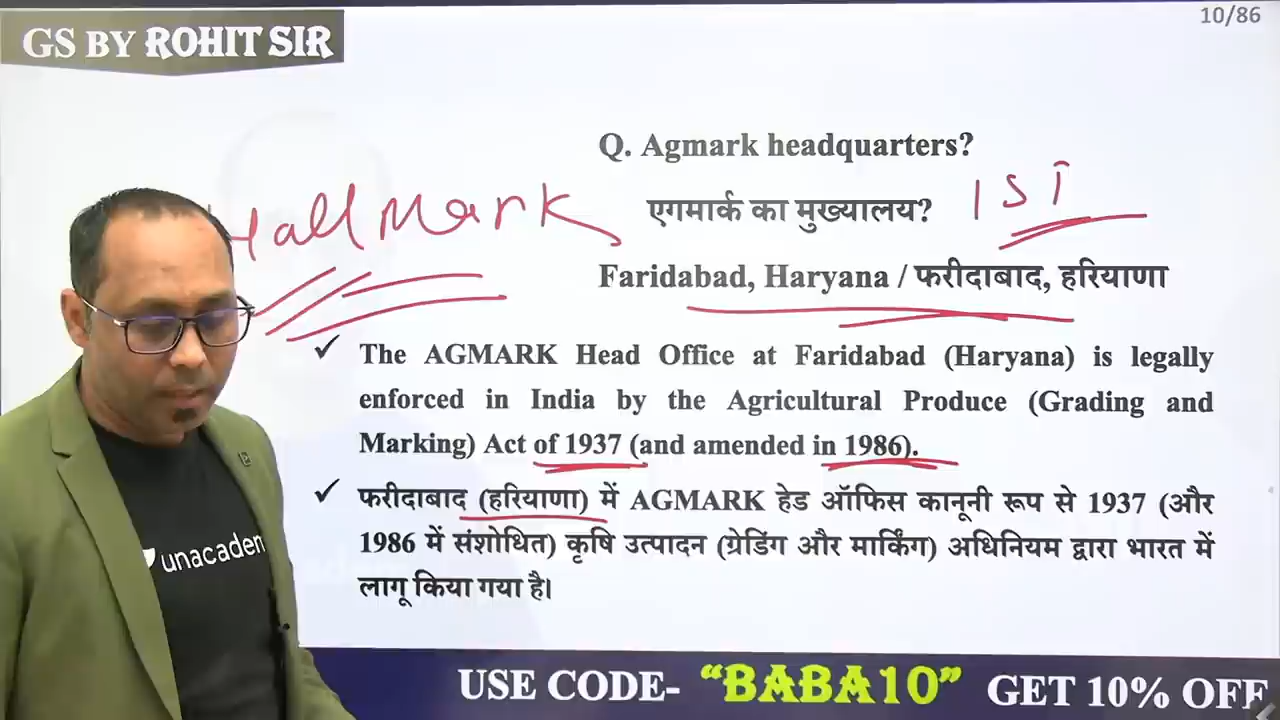 GS BY ROHIT SIR
10/86
Q. Agmark headquarters?
HallMark
एगमार्क का मुख्यालय?
ISI
Faridabad, Haryana / फरीदाबाद, हरियाणा
✓ The AGMARK Head Office at Faridabad (Haryana) is legally
enforced in India by the Agricultural Produce (Grading and
Marking) Act of 1937 (and amended in 1986).
✓ फरीदाबाद (हरियाणा) में AGMARK हेड ऑफिस कानूनी रूप से 1937 (और
1986 में संशोधित) कृषि उत्पादन (ग्रेडिंग और मार्किंग) अधिनियम द्वारा भारत में
लागू किया गया है।
unacadem
USE CODE- “BABA10” GET 10% OFF